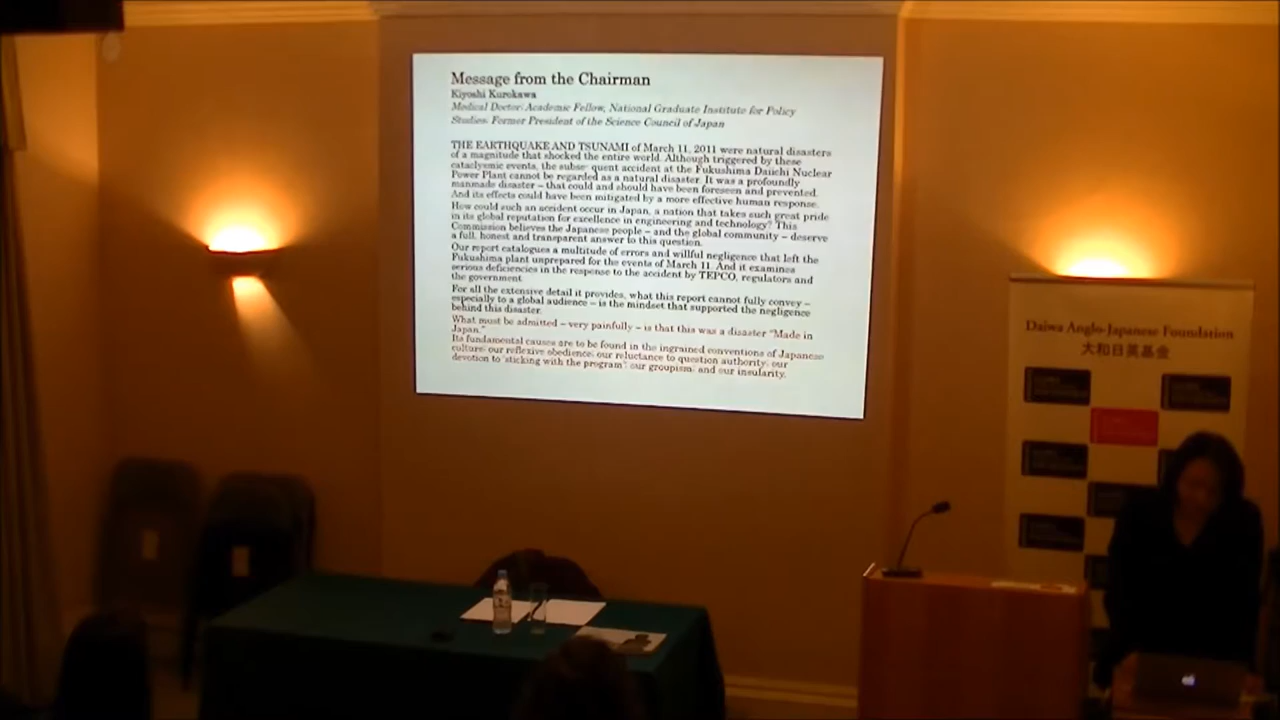 Message from the Chairman
Kiyoshi Kurokawa
Medical Doctor; Academic Fellow, National Graduate Institute for Policy
Studies; Former President of the Science Council of Japan
THE EARTHQUAKE AND TSUNAMI of March 11, 2011 were natural disasters
of a magnitude that shocked the entire world. Although triggered by these
cataclysmic events, the subse- quent accident at the Fukushima Daiichi Nuclear
Power Plant cannot be regarded as a natural disaster. It was a profoundly
manmade disaster – that could and should have been foreseen and prevented.
And its effects could have been mitigated by a more effective human response.
How could such an accident occur in Japan, a nation that takes such great pride
in its global reputation for excellence in engineering and technology? This
Commission believes the Japanese people – and the global community – deserve
a full, honest and transparent answer to this question.
Our report catalogues a multitude of errors and willful negligence that left the
Fukushima plant unprepared for the events of March 11. And it examines
serious deficiencies in the response to the accident by TEPCO, regulators and
the government.
For all the extensive detail it provides, what this report cannot fully convey –
especially to a global audience – is the mindset that supported the negligence
behind this disaster.
What must be admitted – very painfully – is that this was a disaster "Made in
Japan."
Its fundamental causes are to be found in the ingrained conventions of Japanese
culture: our reflexive obedience; our reluctance to question authority; our
devotion to 'sticking with the program'; our groupism; and our insularity.
Daiwa Anglo-Japanese Foundation
大和日英基金